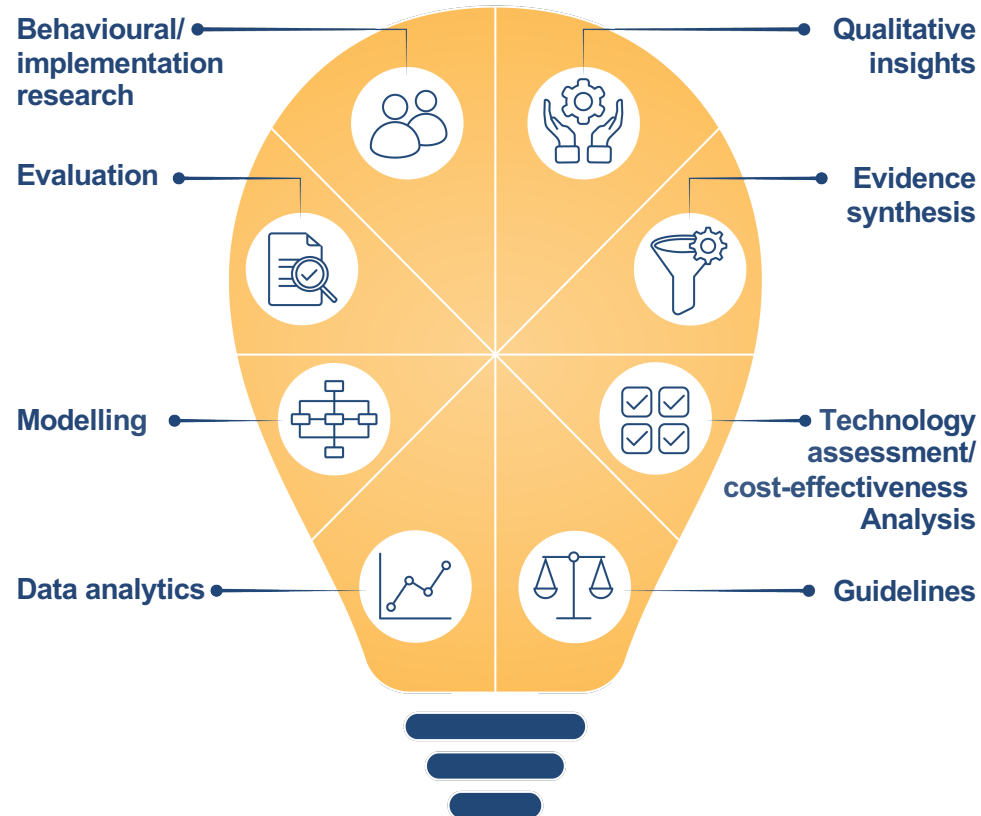 Behavioural/
implementation
research
Qualitative
insights
Evaluation
Evidence
synthesis
Modelling
Technology
assessment/
cost-effectiveness
Analysis
Data analytics
Guidelines